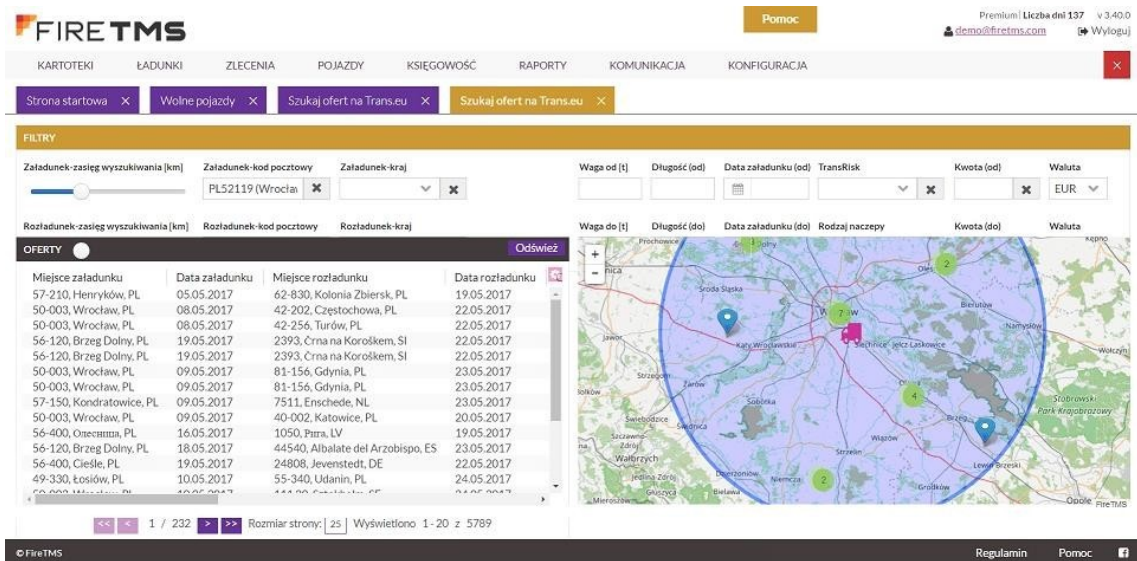 FIRETMS
Pomoc
Premium| Liczba dni 137 v 3.40.0
demo@firetms.com Wyloguj
KARTOTEKI ŁADUNKI ZLECENIA POJAZDY KSIĘGOWOŚĆ RAPORTY KOMUNIKACJA KONFIGURACJA
Strona startowa × Wolne pojazdy × Szukaj ofert na Trans.eu × Szukaj ofert na Trans.eu ×
FILTRY
Załadunek-zasięg wyszukiwania [km] Załadunek-kod pocztowy Załadunek-kraj Waga od [t] Długość (od) Data załadunku (od) TransRisk Kwota (od) Waluta
PL52119 (Wrocław EUR
Rozładunek-zasięg wyszukiwania [km] Rozładunek-kod pocztowy Rozładunek-kraj Waga do [t] Długość (do) Data załadunku (do) Rodzaj naczepy Kwota (do) Waluta
OFERTY Odśwież
Miejsce załadunku Data załadunku Miejsce rozładunku Data rozładunku
57-210, Henryków, PL 05.05.2017 62-830, Kolonia Zbiersk, PL 19.05.2017
50-003, Wrocław, PL 08.05.2017 42-202, Częstochowa, PL 22.05.2017
50-003, Wrocław, PL 08.05.2017 42-256, Turów, PL 22.05.2017
56-120, Brzeg Dolny, PL 19.05.2017 2393, Črna na Koroškem, SI 22.05.2017
56-120, Brzeg Dolny, PL 19.05.2017 2393, Črna na Koroškem, SI 22.05.2017
50-003, Wrocław, PL 09.05.2017 81-156, Gdynia, PL 23.05.2017
50-003, Wrocław, PL 09.05.2017 81-156, Gdynia, PL 23.05.2017
57-150, Kondratowice, PL 09.05.2017 7511, Enschede, NL 23.05.2017
50-003, Wrocław, PL 09.05.2017 40-002, Katowice, PL 20.05.2017
56-400, Олесница, PL 16.05.2017 1050, Рига, LV 19.05.2017
56-120, Brzeg Dolny, PL 18.05.2017 44540, Albalate del Arzobispo, ES 23.05.2017
56-400, Cieśle, PL 19.05.2017 24808, Jevenstedt, DE 22.05.2017
49-330, Łosiów, PL 10.05.2017 55-340, Udanin, PL 24.05.2017
+
-
Prochowice
Kępno
2
Środa Śląska
Bierutów
7
Namysłów
Jawor
Kąty Wrocławskie
Siechnice
Jelcz-Laskowice
Wołczyn
Strzegom
Żarów
4
Stobrawski
Park Krajobrazowy
Sobótka
Brzeg
Świebodzice
Świdnica
Wiązów
Szczawno-Zdrój
Strzelin
Wałbrzych
Lewin Brzeski
Jedlina-Zdrój
Dzierżoniów
Niemcza
2
Grodków
Głuszyca
Bielawa
Mieroszów
Opole
FireTMS
<< < 1 / 232 > >> Rozmiar strony: 25 Wyświetlono 1-20 z 5789
© FireTMS Regulamin Pomoc